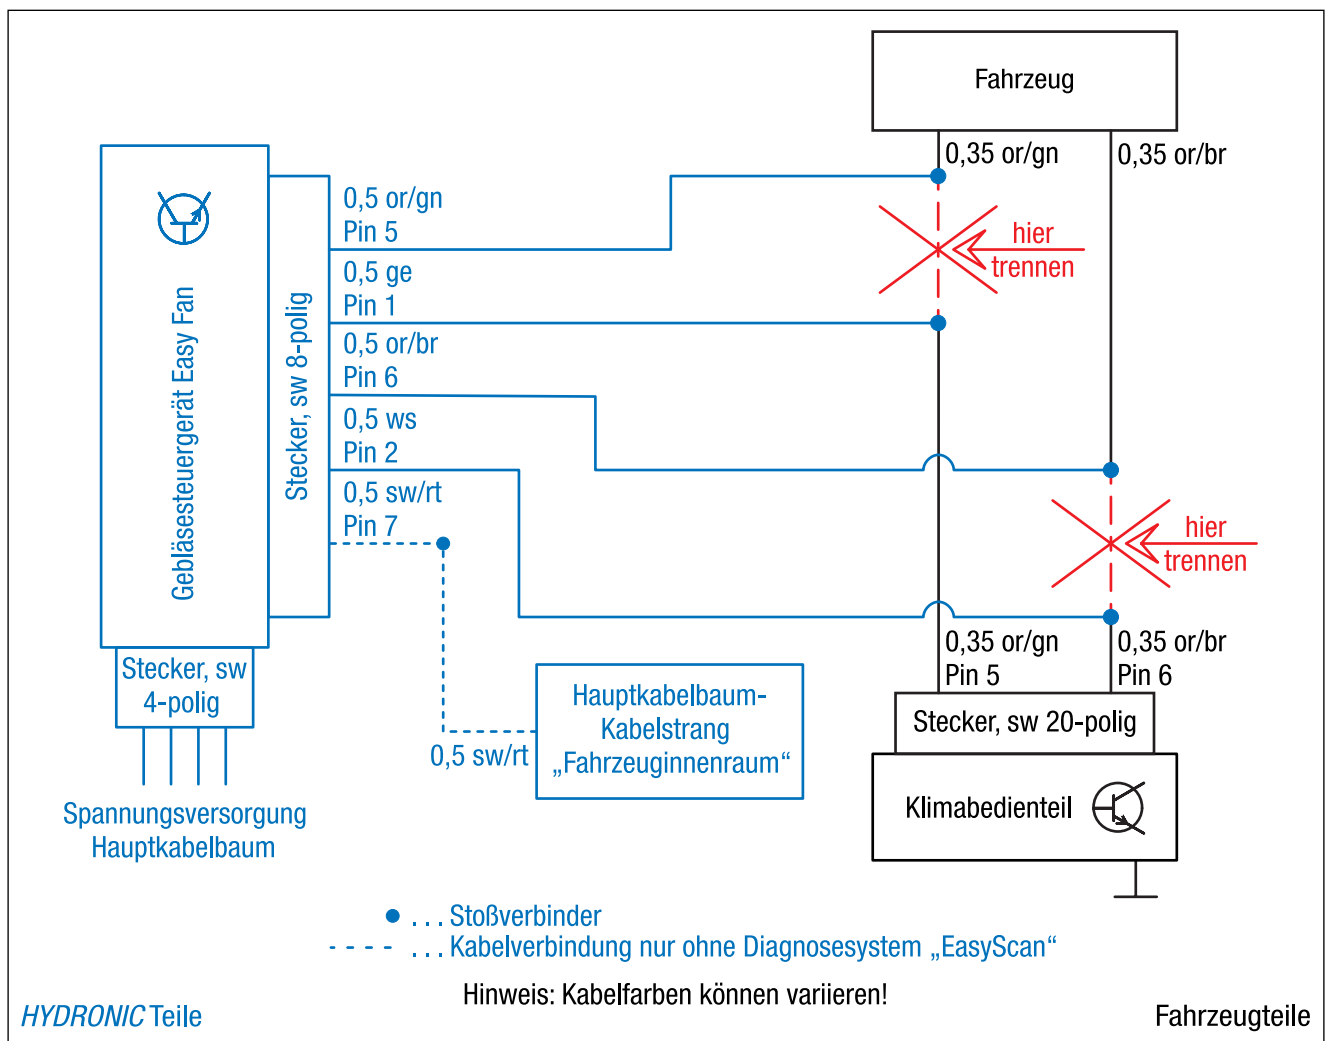 Fahrzeug
0,35 or/gn
0,35 or/br
0,5 or/gn
Pin 5
0,5 ge
Pin 1
0,5 or/br
Pin 6
0,5 ws
Pin 2
0,5 sw/rt
Pin 7
Gebläsesteuergerät Easy Fan
Stecker, sw 8-polig
hier
trennen
hier
trennen
0,35 or/gn
Pin 5
0,35 or/br
Pin 6
Stecker, sw
4-polig
Hauptkabelbaum-
Kabelstrang
„Fahrzeuginnenraum“
0,5 sw/rt
Stecker, sw 20-polig
Klimabedienteil
Spannungsversorgung
Hauptkabelbaum
. . . Stoßverbinder
- - - - . . . Kabelverbindung nur ohne Diagnosesystem „EasyScan“
Hinweis: Kabelfarben können variieren!
HYDRONIC Teile
Fahrzeugteile